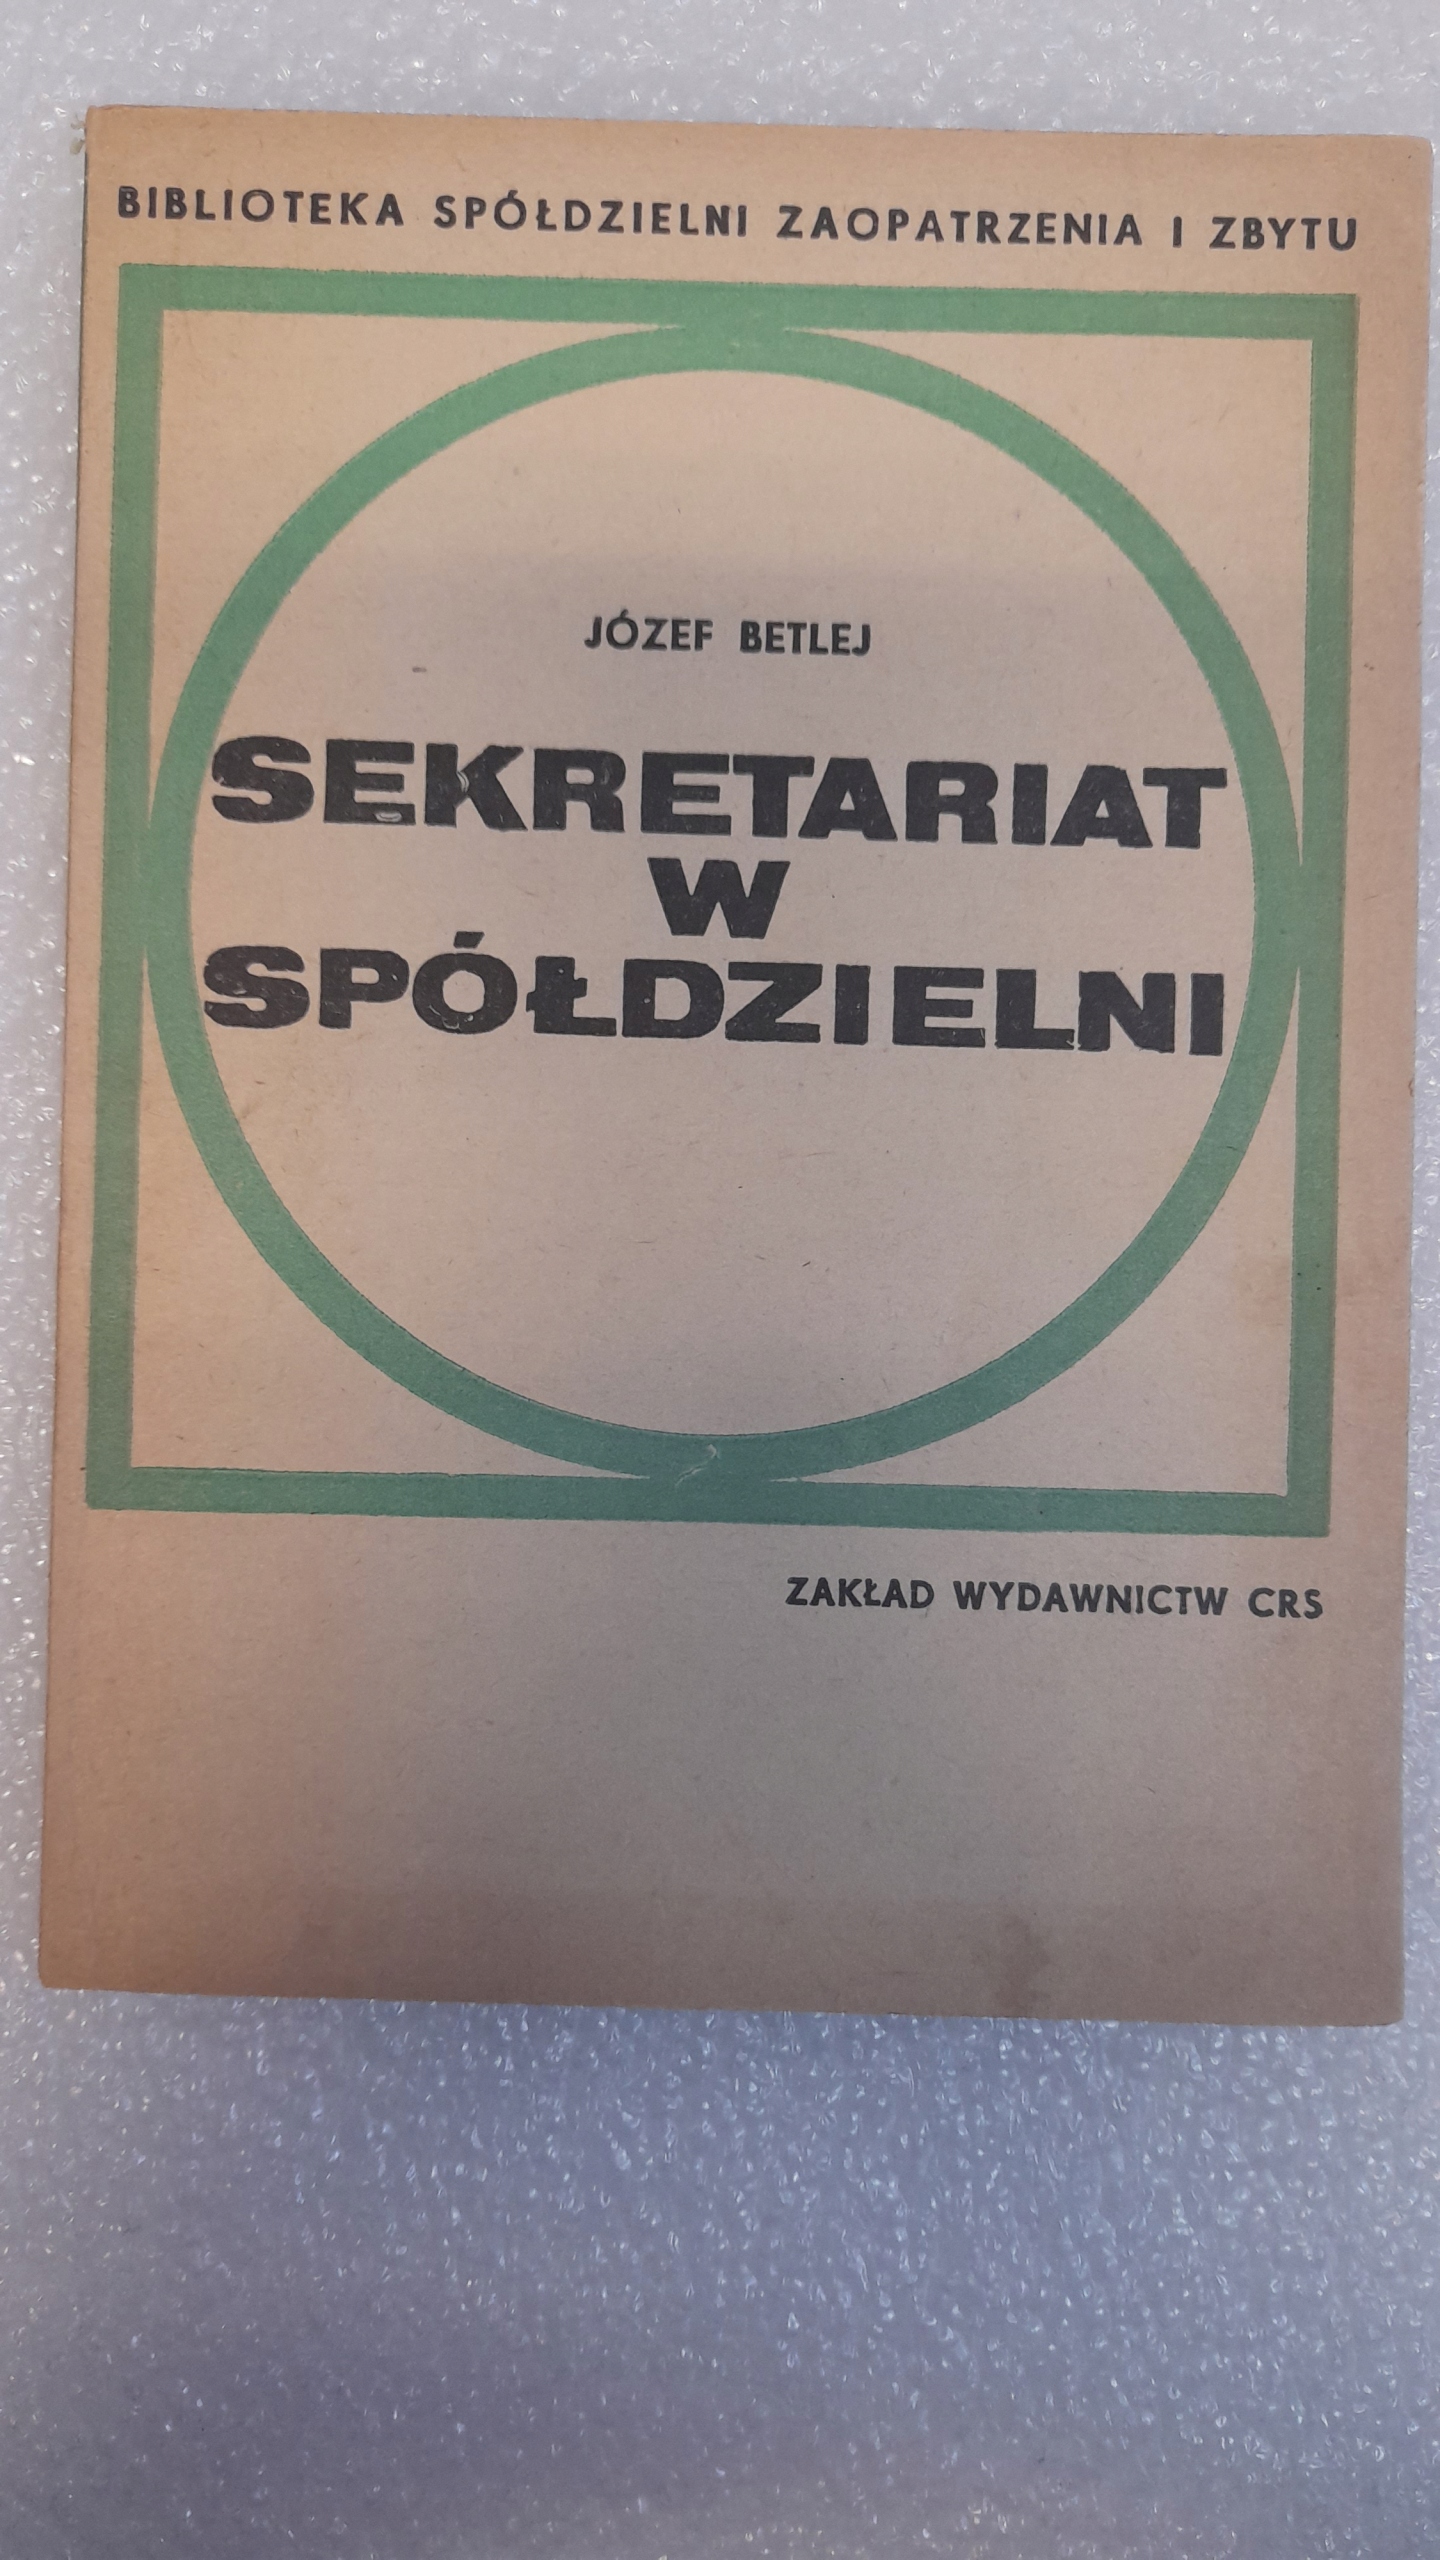 BIBLIOTEKA SPÓŁDZIELNI ZAOPATRZENIA I ZBYTU
JÓZEF BETLEJ
SEKRETARIAT
W
SPÓŁDZIELNI
ZAKŁAD WYDAWNICTW CRS